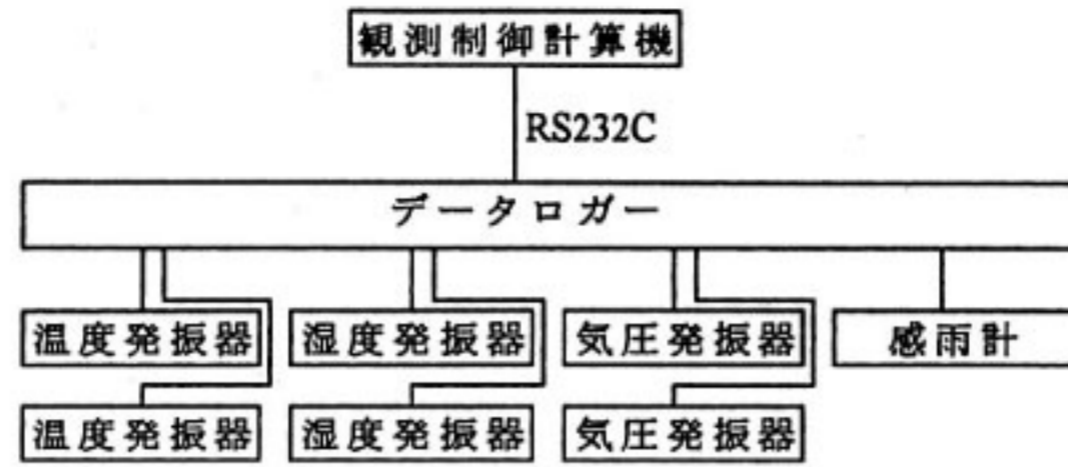 観測制御計算機
RS232C
データロガー
温度発振器 湿度発振器 気圧発振器 感雨計
温度発振器 湿度発振器 気圧発振器